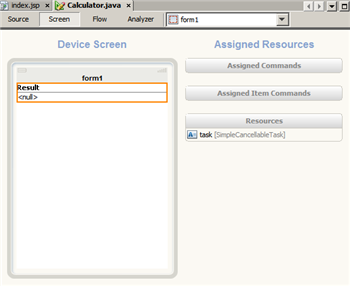 index.jsp Calculator.java
Source Screen Flow Analyzer form1
Device Screen
Assigned Resources
form1
Result
<null>
Assigned Commands
Assigned Item Commands
Resources
task [SimpleCancellableTask]